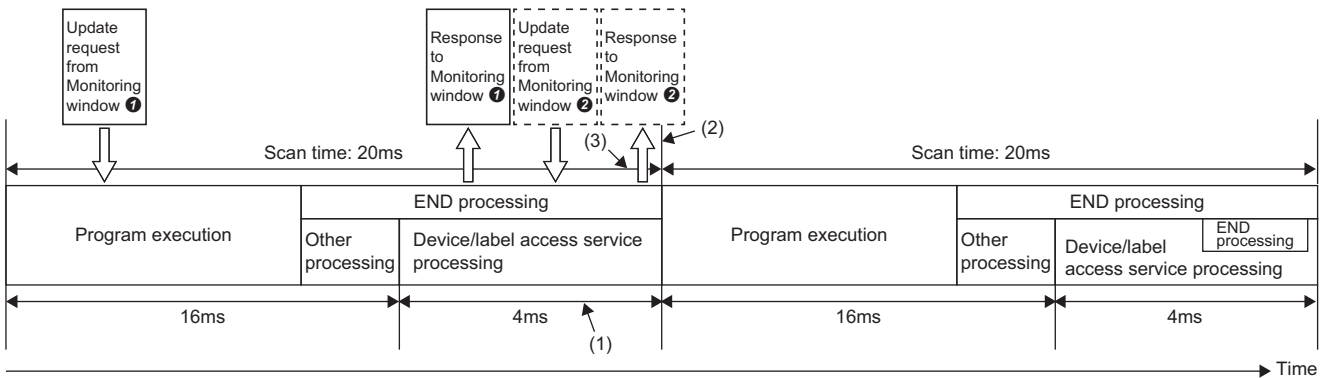 Update
request
from
Monitoring
window ❶
Response
to
Monitoring
window ❶
Update
request
from
Monitoring
window ❷
Response
to
Monitoring
window ❷
(3)
(2)
Scan time: 20ms
Scan time: 20ms
Program execution
END processing
Other
processing
Device/label access service
processing
Program execution
END processing
Other
processing
Device/label
access service processing
END
processing
16ms
4ms
(1)
16ms
4ms
Time